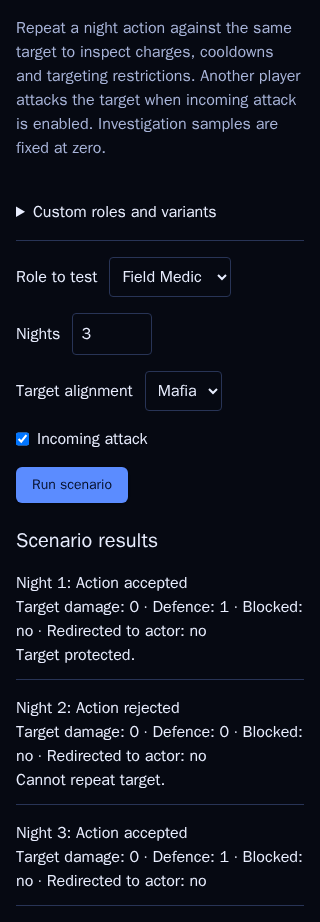 Repeat a night action against the same
target to inspect charges, cooldowns
and targeting restrictions. Another player
attacks the target when incoming attack
is enabled. Investigation samples are
fixed at zero.
Custom roles and variants
Role to test Field Medic
Nights 3
Target alignment Mafia
Incoming attack
Run scenario
Scenario results
Night 1: Action accepted
Target damage: 0 · Defence: 1 · Blocked:
no · Redirected to actor: no
Target protected.
Night 2: Action rejected
Target damage: 0 · Defence: 0 · Blocked:
no · Redirected to actor: no
Cannot repeat target.
Night 3: Action accepted
Target damage: 0 · Defence: 1 · Blocked:
no · Redirected to actor: no